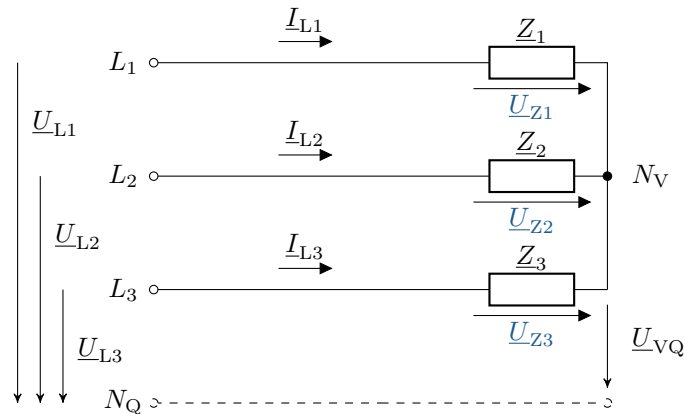 I_L1
Z_1
L_1
U_Z1
U_L1
I_L2
Z_2
L_2
N_V
U_Z2
U_L2
I_L3
Z_3
L_3
U_Z3
U_L3
U_VQ
N_Q